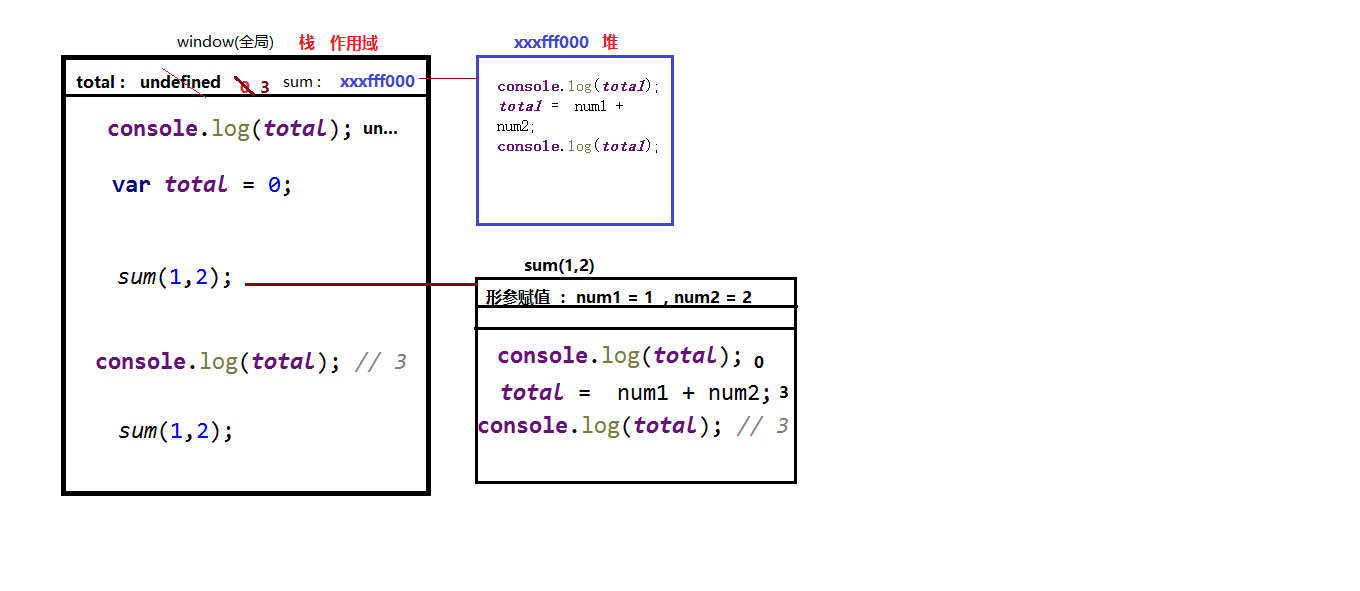 window(全局) 栈 作用域
total : undefined 0 3 sum : xxxfff000
console.log(total); un...
var total = 0;
sum(1,2);
console.log(total); // 3
sum(1,2);
xxxfff000 堆
console.log(total);
total = num1 +
num2;
console.log(total);
sum(1,2)
形参赋值 : num1 = 1 , num2 = 2
console.log(total); 0
total = num1 + num2; 3
console.log(total); // 3